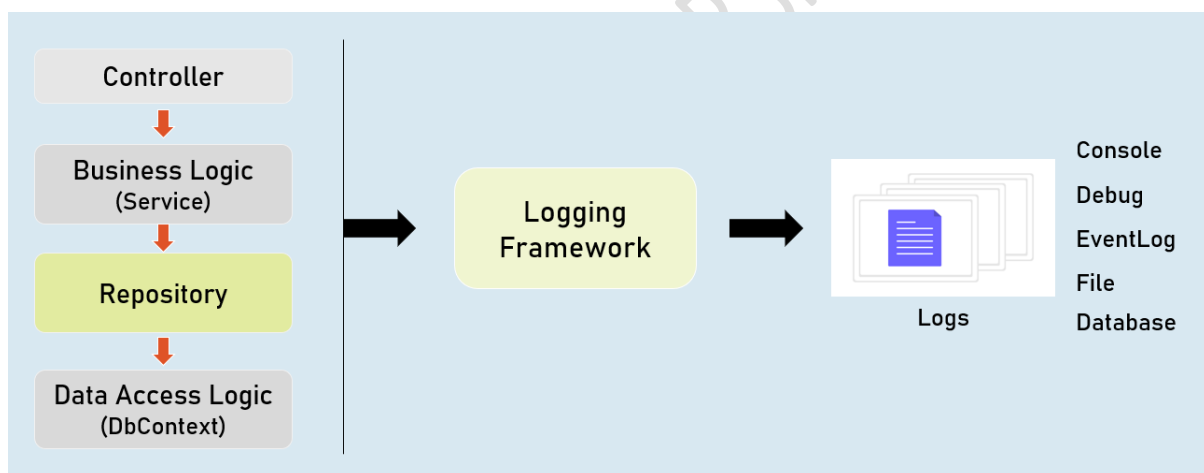 Controller
Business Logic
(Service)
Repository
Data Access Logic
(DbContext)
Logging
Framework
Logs
Console
Debug
EventLog
File
Database